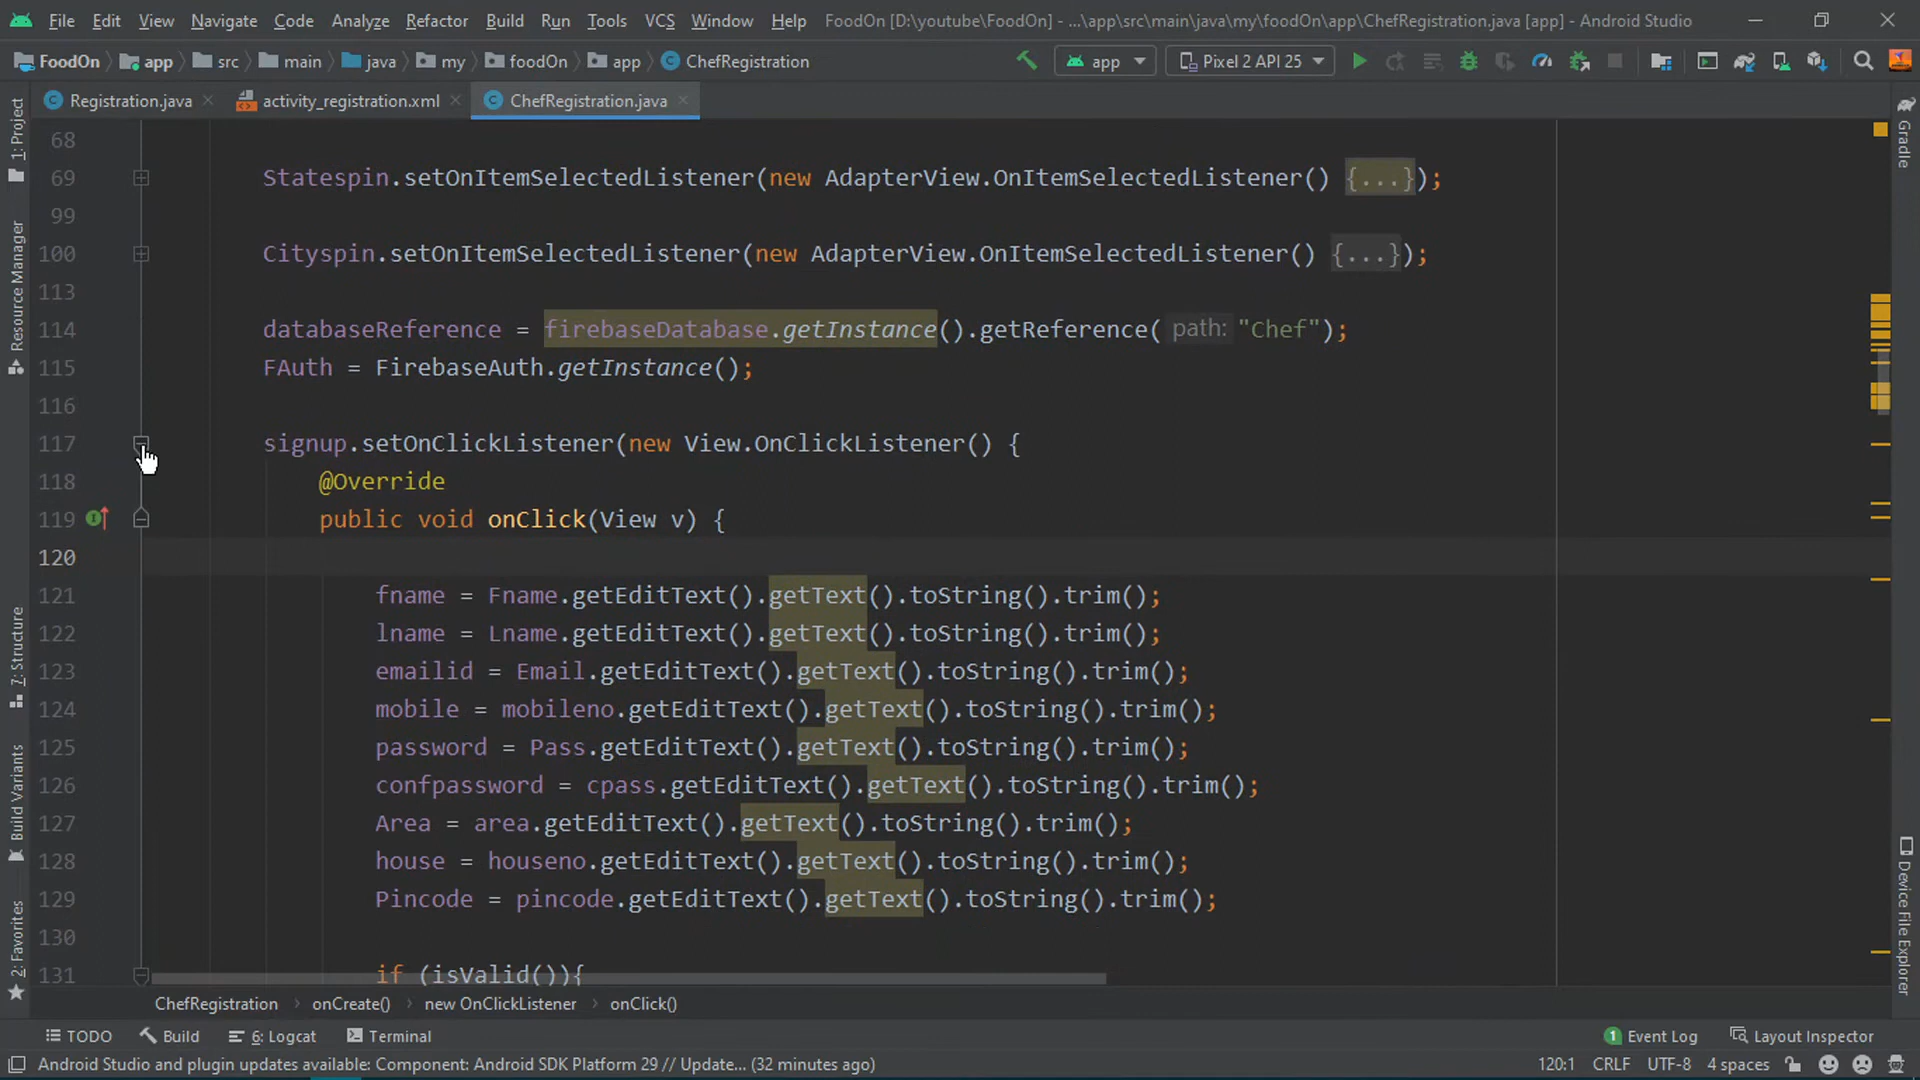 File Edit View Navigate Code Analyze Refactor Build Run Tools VCS Window Help FoodOn [D:\youtube\FoodOn] - ...\app\src\main\java\my\foodOn\app\ChefRegistration.java [app] - Android Studio
FoodOn app src main java my foodOn app ChefRegistration app Pixel 2 API 25
Registration.java activity_registration.xml ChefRegistration.java
1: Project
Resource Manager
7: Structure
Build Variants
2: Favorites
68
69 Statespin.setOnItemSelectedListener(new AdapterView.OnItemSelectedListener() {...});
99
100 Cityspin.setOnItemSelectedListener(new AdapterView.OnItemSelectedListener() {...});
113
114 databaseReference = firebaseDatabase.getInstance().getReference( path: "Chef");
115 FAuth = FirebaseAuth.getInstance();
116
117 signup.setOnClickListener(new View.OnClickListener() {
118 @Override
119 public void onClick(View v) {
120
121 fname = Fname.getEditText().getText().toString().trim();
122 lname = Lname.getEditText().getText().toString().trim();
123 emailid = Email.getEditText().getText().toString().trim();
124 mobile = mobileno.getEditText().getText().toString().trim();
125 password = Pass.getEditText().getText().toString().trim();
126 confpassword = cpass.getEditText().getText().toString().trim();
127 Area = area.getEditText().getText().toString().trim();
128 house = houseno.getEditText().getText().toString().trim();
129 Pincode = pincode.getEditText().getText().toString().trim();
130
131 if (isValid()){
Gradle
Device File Explorer
ChefRegistration › onCreate() › new OnClickListener › onClick()
TODO Build 6: Logcat Terminal 1 Event Log Layout Inspector
Android Studio and plugin updates available: Component: Android SDK Platform 29 // Update... (32 minutes ago) 120:1 CRLF UTF-8 4 spaces